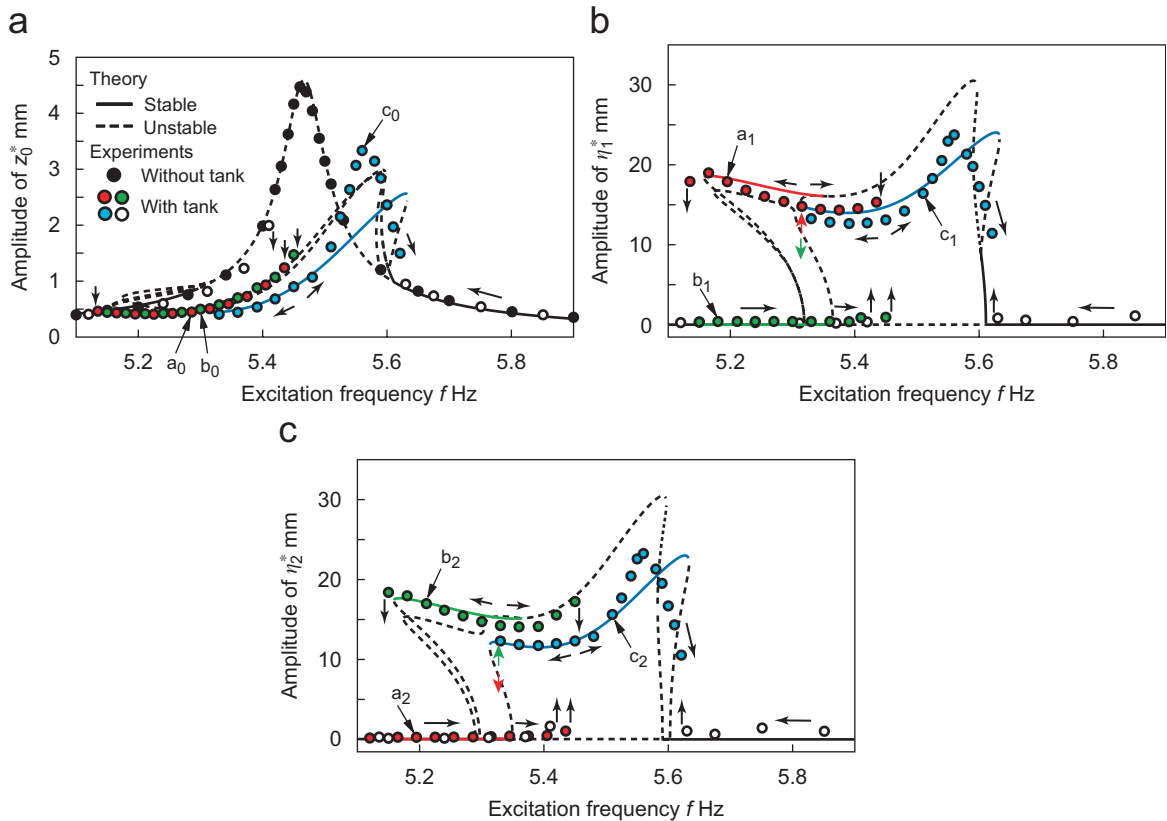 a
Amplitude of z₀* mm
5
4
3
2
1
0
Theory
Stable
Unstable
Experiments
Without tank
With tank
c₀
a₀
b₀
5.2
5.4
5.6
5.8
Excitation frequency f Hz
b
Amplitude of η₁* mm
30
20
10
0
a₁
b₁
c₁
5.2
5.4
5.6
5.8
Excitation frequency f Hz
c
Amplitude of η₂* mm
30
20
10
0
b₂
a₂
c₂
5.2
5.4
5.6
5.8
Excitation frequency f Hz